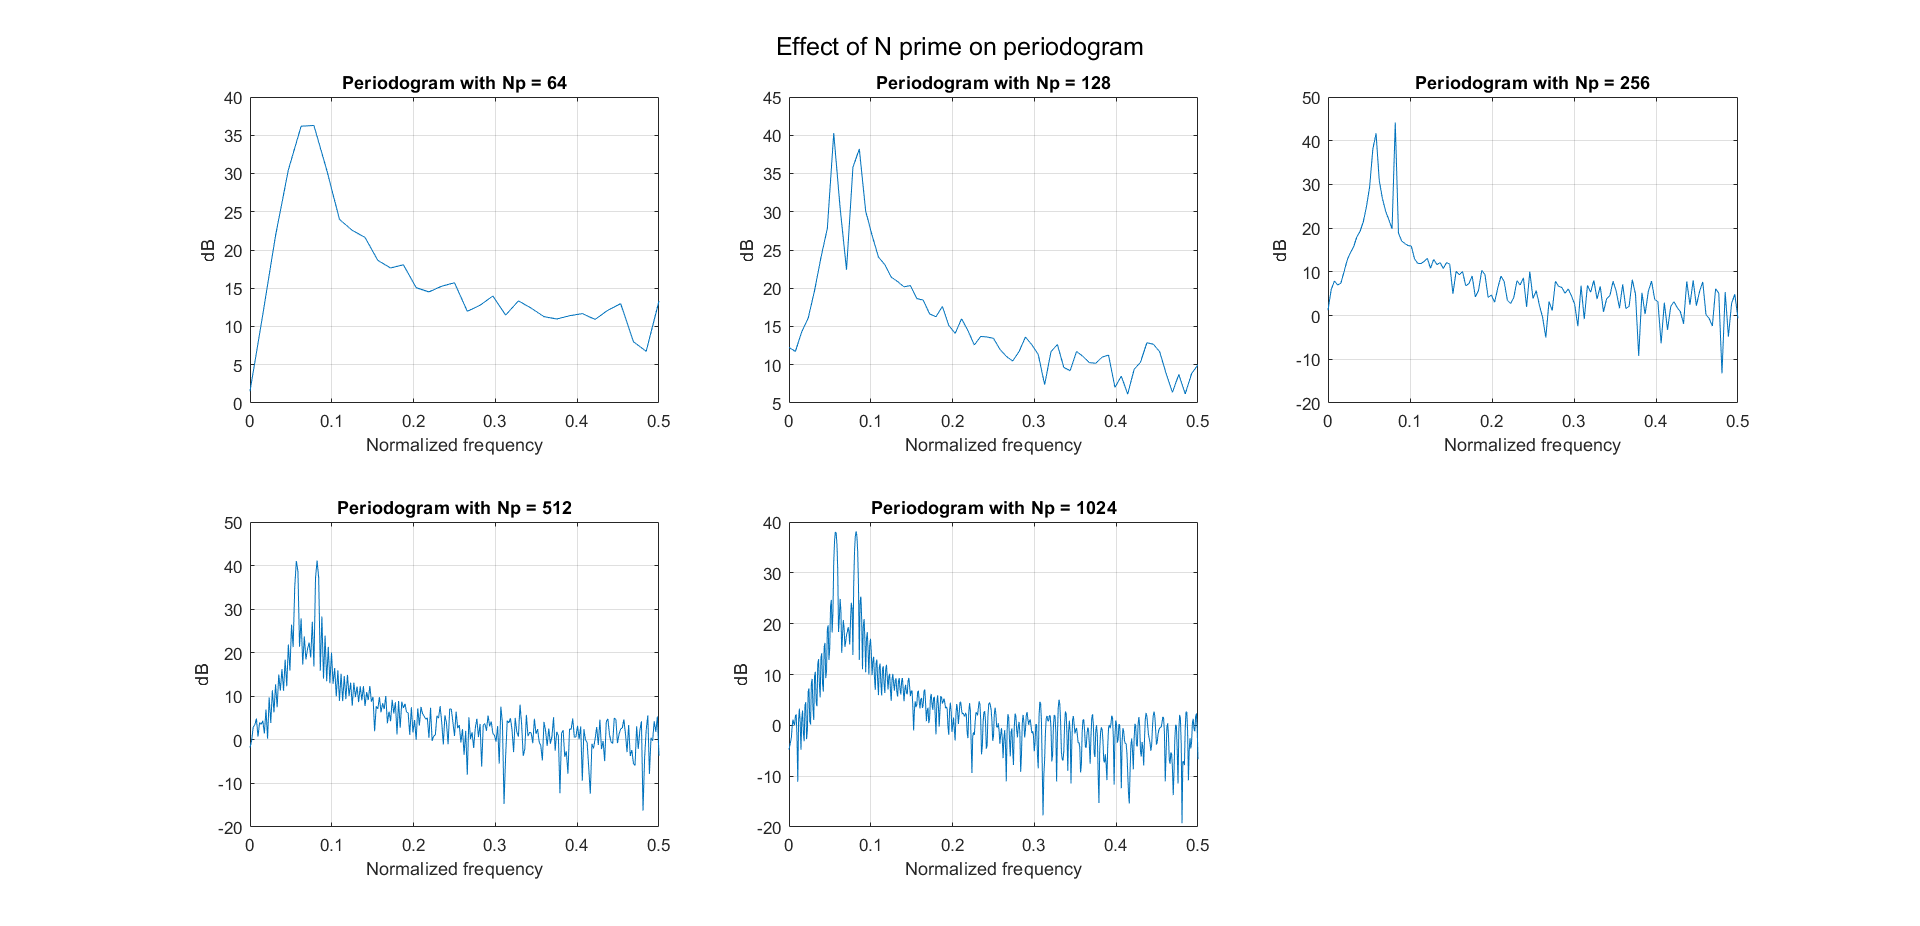 Effect of N prime on periodogram
Periodogram with Np = 64
40
35
30
25
20
15
10
5
0
dB
0 0.1 0.2 0.3 0.4 0.5
Normalized frequency
Periodogram with Np = 128
45
40
35
30
25
20
15
10
5
dB
0 0.1 0.2 0.3 0.4 0.5
Normalized frequency
Periodogram with Np = 256
50
40
30
20
10
0
-10
-20
dB
0 0.1 0.2 0.3 0.4 0.5
Normalized frequency
Periodogram with Np = 512
50
40
30
20
10
0
-10
-20
dB
0 0.1 0.2 0.3 0.4 0.5
Normalized frequency
Periodogram with Np = 1024
40
30
20
10
0
-10
-20
dB
0 0.1 0.2 0.3 0.4 0.5
Normalized frequency